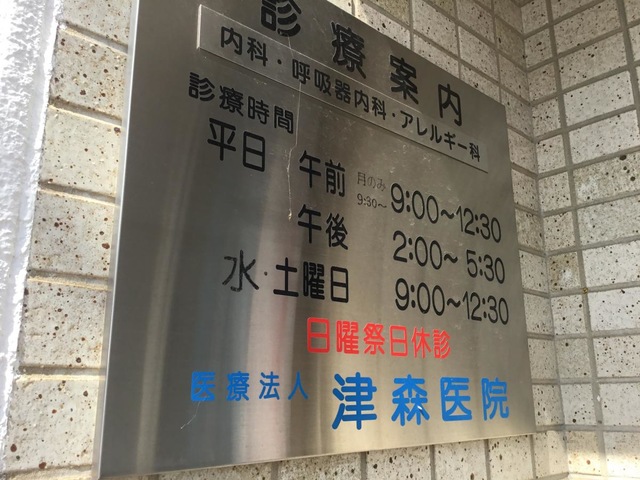 診療案内
内科・呼吸器内科・アレルギー科
診療時間
平日 午前 月のみ 9:30～ 9:00～12:30
午後 2:00～5:30
水・土曜日 9:00～12:30
日曜祭日休診
医療法人 津森医院